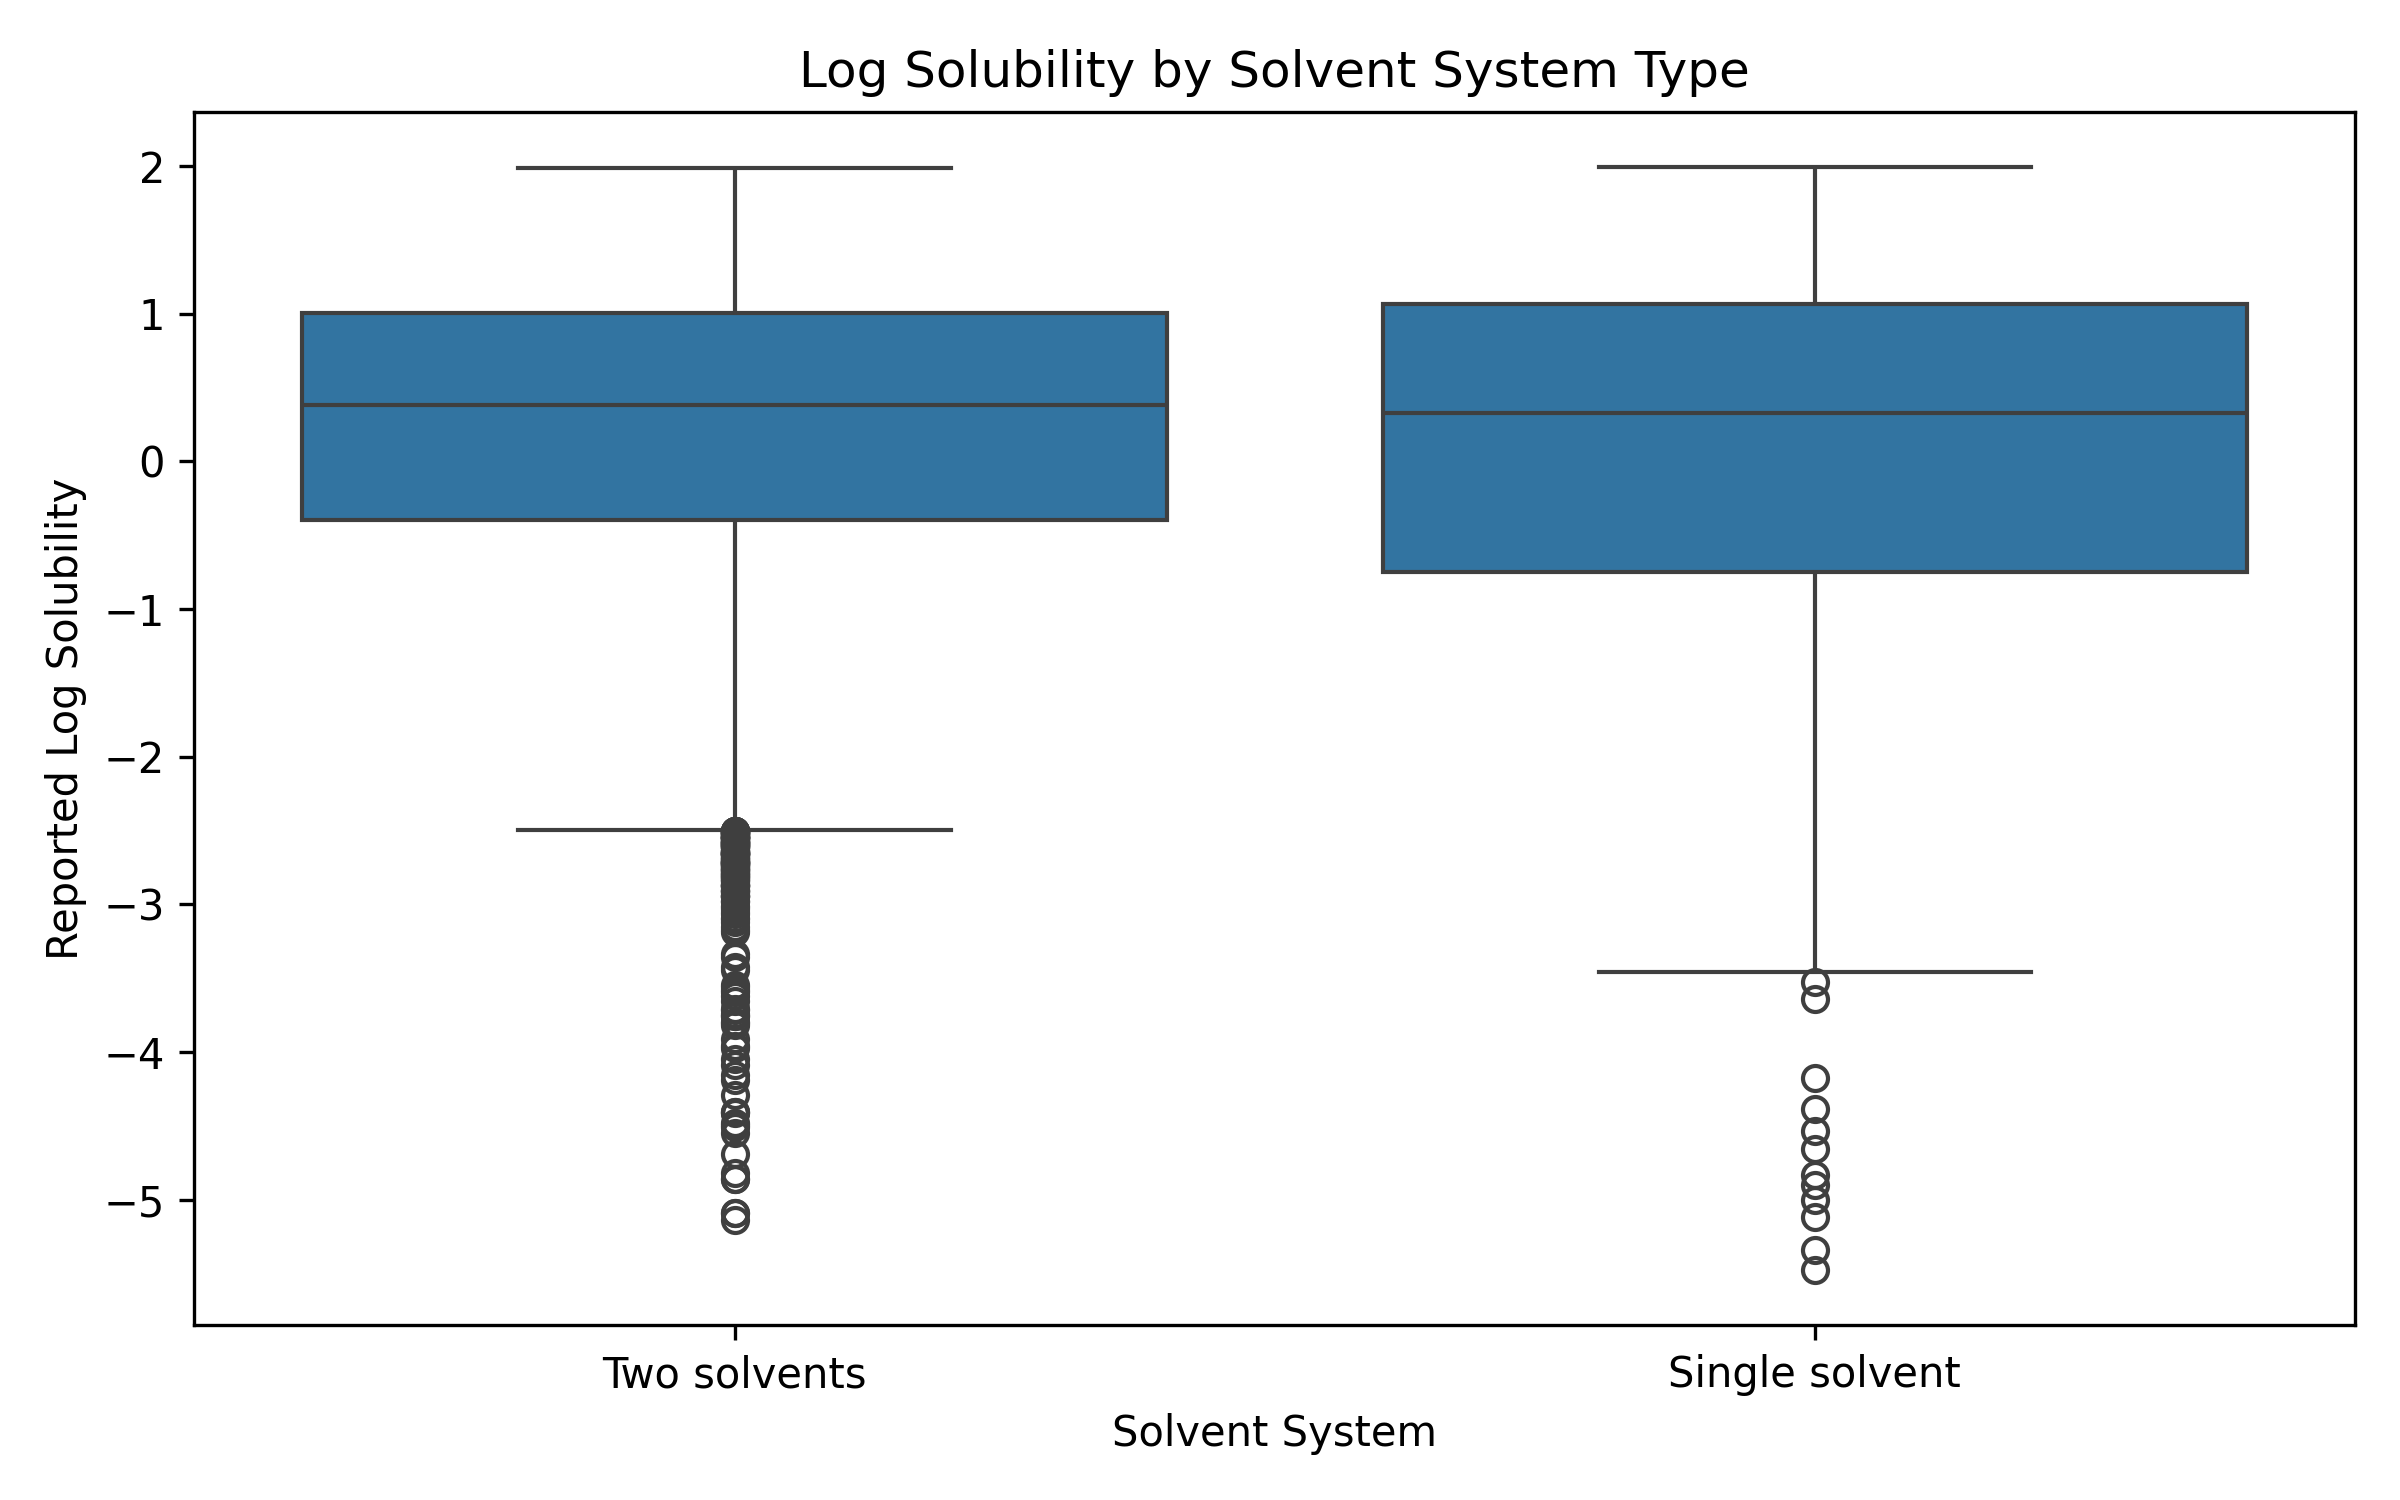 Log Solubility by Solvent System Type
Reported Log Solubility
2
1
0
−1
−2
−3
−4
−5
Two solvents
Single solvent
Solvent System